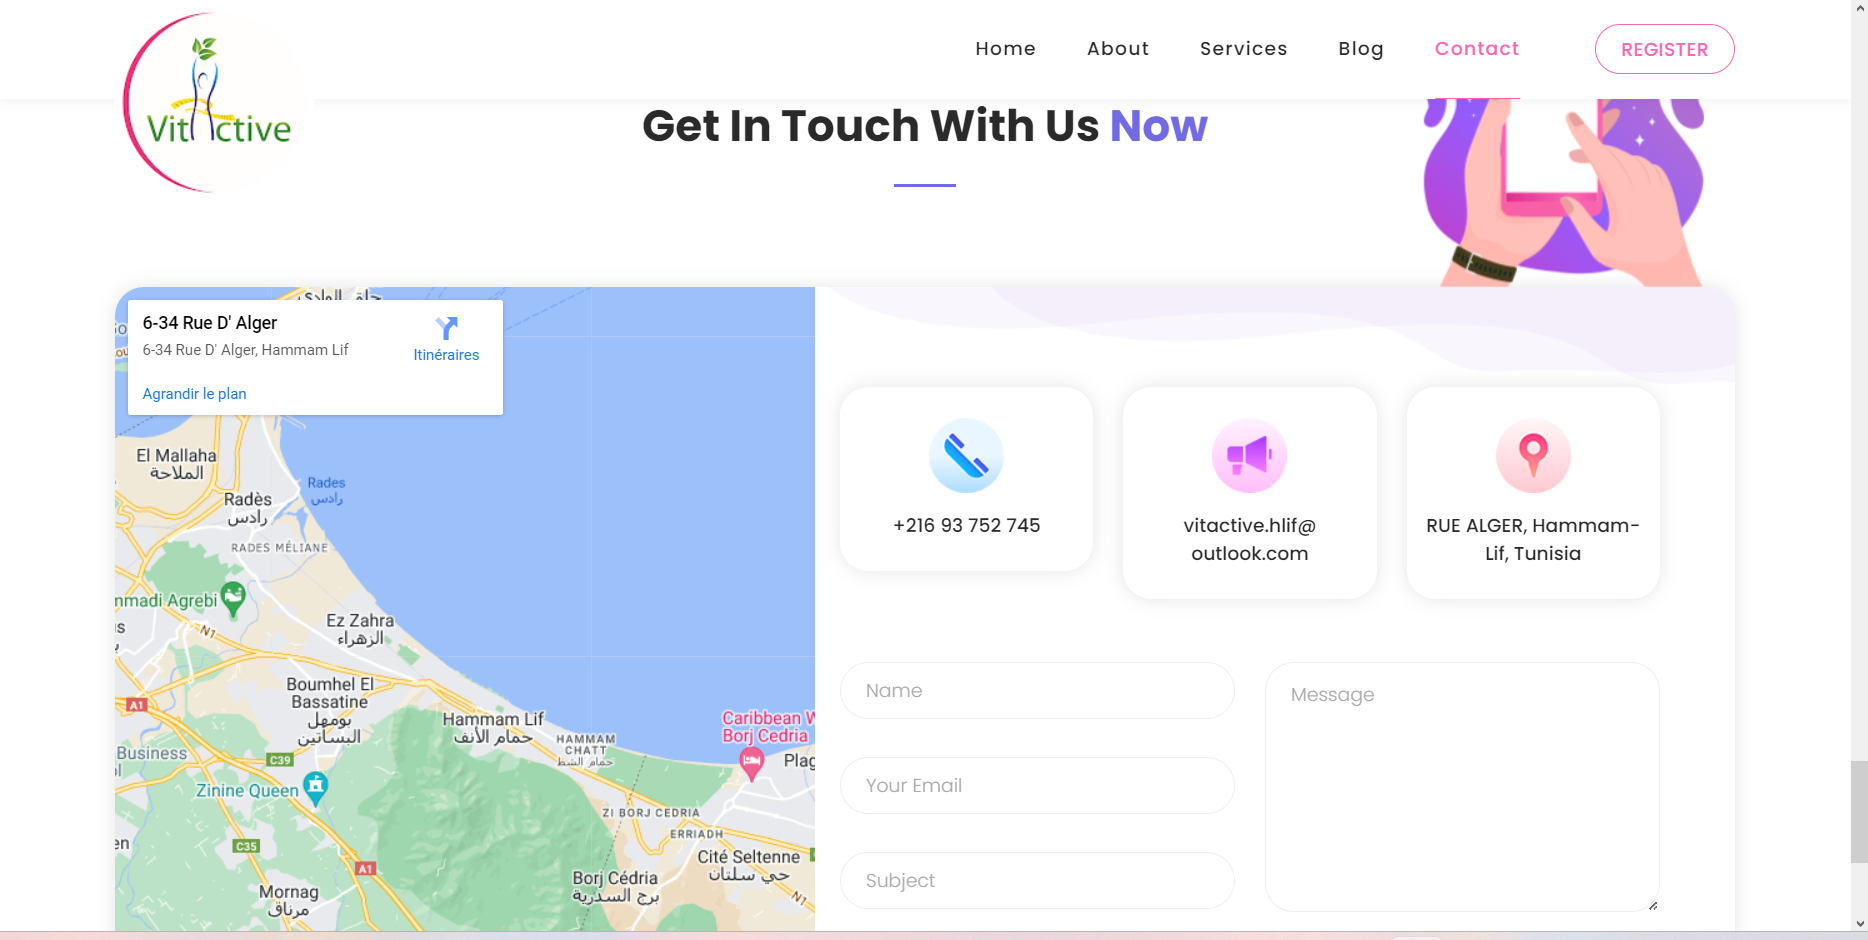 Home About Services Blog Contact REGISTER
VitActive
Get In Touch With Us Now
حلق الوادي
6-34 Rue D' Alger
6-34 Rue D' Alger, Hammam Lif
Itinéraires
Agrandir le plan
El Mallaha
الملاحة
Rades
رادس
Radès
رادس
RADES MÉLIANE
mmadi Agrebi
Ez Zahra
الزهراء
N1
Boumhel El
Bassatine
بومهل
البساتين
A1
Hammam Lif
حمام الأنف
HAMMAM
CHATT
حمام الشط
Caribbean W
Borj Cedria
Plag
Business
C39
Zinine Queen
ZI BORJ CEDRIA
ERRIADH
C35
A1
Cité Seltenne
حي سلتان
Mornag
مرناق
Borj Cédria
برج السدرية
N1
+216 93 752 745
vitactive.hlif@
outlook.com
RUE ALGER, Hammam-
Lif, Tunisia
Name
Message
Your Email
Subject